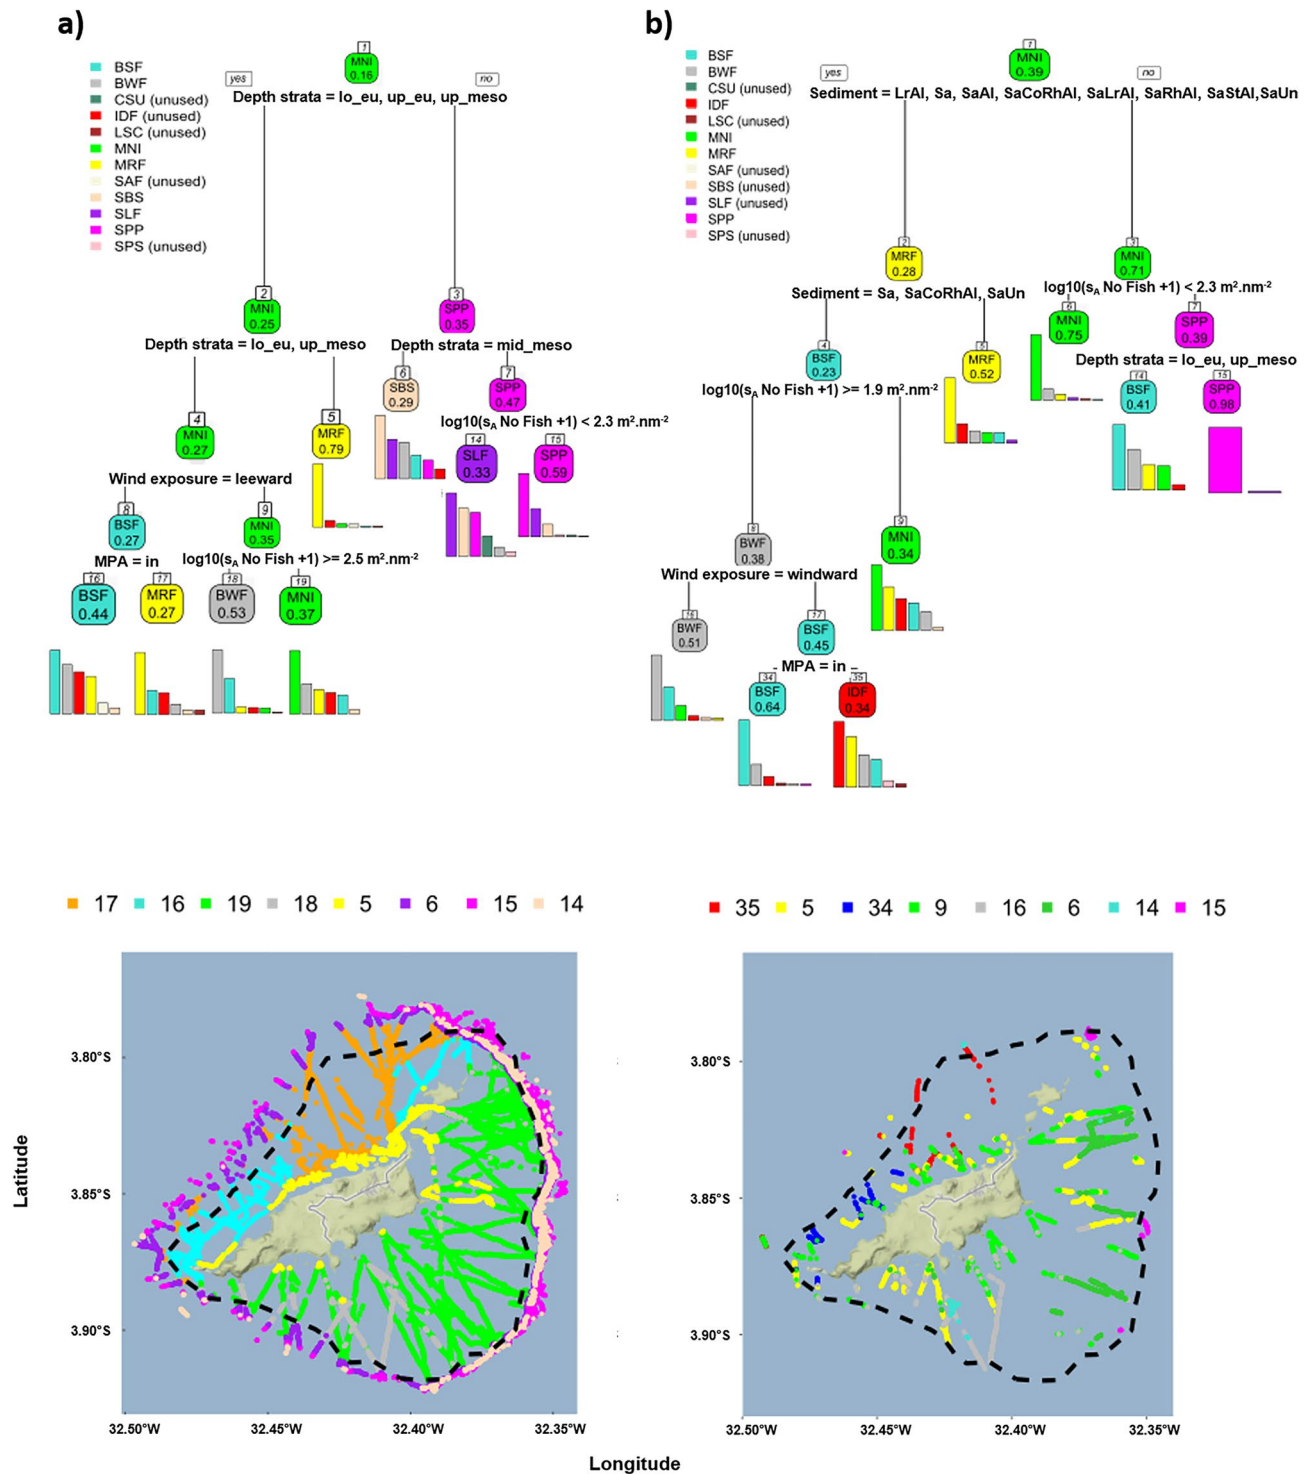 a)
BSF
BWF
CSU (unused)
IDF (unused)
LSC (unused)
MNI
MRF
SAF (unused)
SBS
SLF
SPP
SPS (unused)
1
MNI
0.16
yes
no
Depth strata = lo_eu, up_eu, up_meso
2
MNI
0.25
3
SPP
0.35
Depth strata = lo_eu, up_meso
Depth strata = mid_meso
4
MNI
0.27
5
MRF
0.79
6
SBS
0.29
7
SPP
0.47
log10(sA No Fish +1) < 2.3 m².nm-²
14
SLF
0.33
15
SPP
0.59
Wind exposure = leeward
8
BSF
0.27
9
MNI
0.35
MPA = in
log10(sA No Fish +1) >= 2.5 m².nm-²
16
BSF
0.44
17
MRF
0.27
18
BWF
0.53
19
MNI
0.37
b)
BSF
BWF
CSU (unused)
IDF
LSC (unused)
MNI
MRF
SAF (unused)
SBS (unused)
SLF (unused)
SPP
SPS (unused)
1
MNI
0.39
yes
no
Sediment = LrAl, Sa, SaAl, SaCoRhAl, SaLrAl, SaRhAl, SaStAl,SaUn
2
MRF
0.28
3
MNI
0.71
Sediment = Sa, SaCoRhAl, SaUn
log10(sA No Fish +1) < 2.3 m².nm-²
4
BSF
0.23
5
MRF
0.52
6
MNI
0.75
7
SPP
0.39
Depth strata = lo_eu, up_meso
14
BSF
0.41
15
SPP
0.98
log10(sA No Fish +1) >= 1.9 m².nm-²
8
BWF
0.38
9
MNI
0.34
Wind exposure = windward
16
BWF
0.51
17
BSF
0.45
MPA = in
34
BSF
0.64
35
IDF
0.34
17 16 19 18 5 6 15 14
35 5 34 9 16 6 14 15
3.80°S
3.85°S
3.90°S
32.50°W 32.45°W 32.40°W 32.35°W
3.80°S
3.85°S
3.90°S
32.50°W 32.45°W 32.40°W 32.35°W
Latitude
Longitude